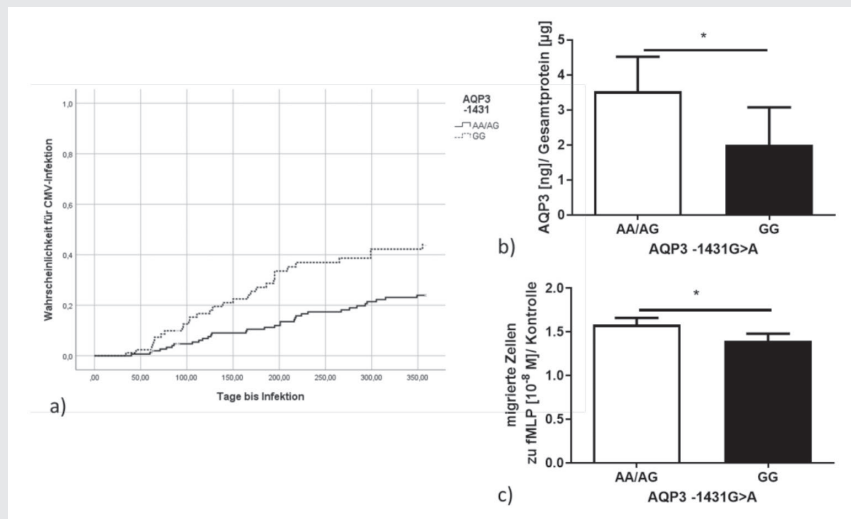 AQP3
-1431
AA/AG
GG
Wahrscheinlichkeit für CMV-Infektion
1,0
0,8
0,6
0,4
0,2
0,0
,00
50,00
100,00
150,00
200,00
250,00
300,00
350,00
Tage bis Infektion
a)
AQP3 [ng]/ Gesamtprotein [µg]
5
4
3
2
1
0
*
AA/AG
GG
AQP3 -1431G>A
b)
migrierte Zellen
zu fMLP [10⁻⁸ M]/ Kontrolle
2.0
1.5
1.0
0.5
0.0
*
AA/AG
GG
AQP3 -1431G>A
c)